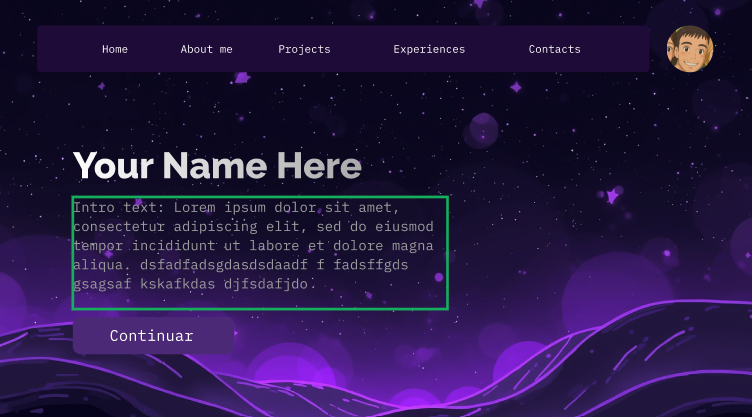 Home About me Projects Experiences Contacts
Your Name Here
Intro text: Lorem ipsum dolor sit amet,
consectetur adipiscing elit, sed do eiusmod
tempor incididunt ut labore et dolore magna
aliqua. dsfadfadsgdasdsdaadf f fadsffgds
gsagsaf kskafkdas djfsdafjdo.
Continuar